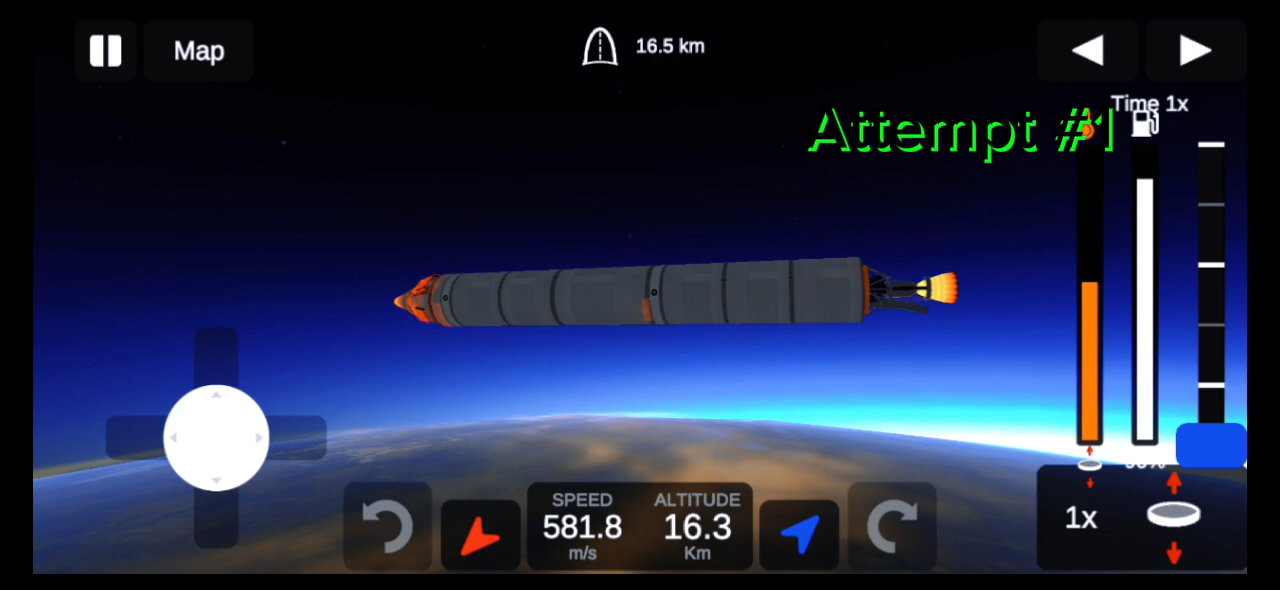 Map
16.5 km
Time 1x
Attempt #1
SPEED
581.8
m/s
ALTITUDE
16.3
Km
1x